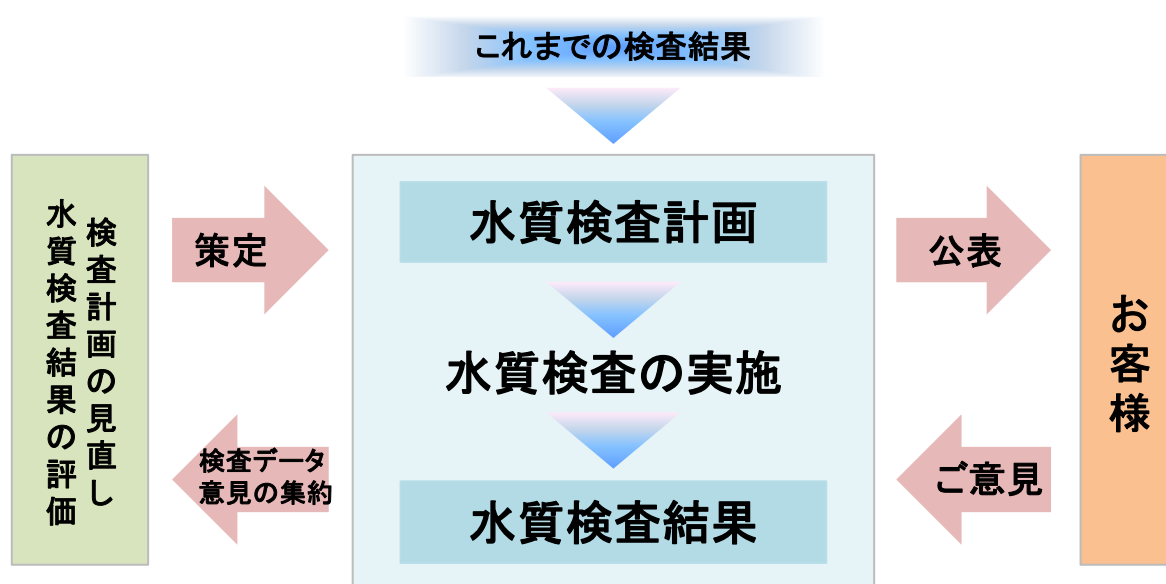 これまでの検査結果
検査計画の見直し
水質検査結果の評価
策定
水質検査計画
公表
お客様
水質検査の実施
検査データ
意見の集約
水質検査結果
ご意見